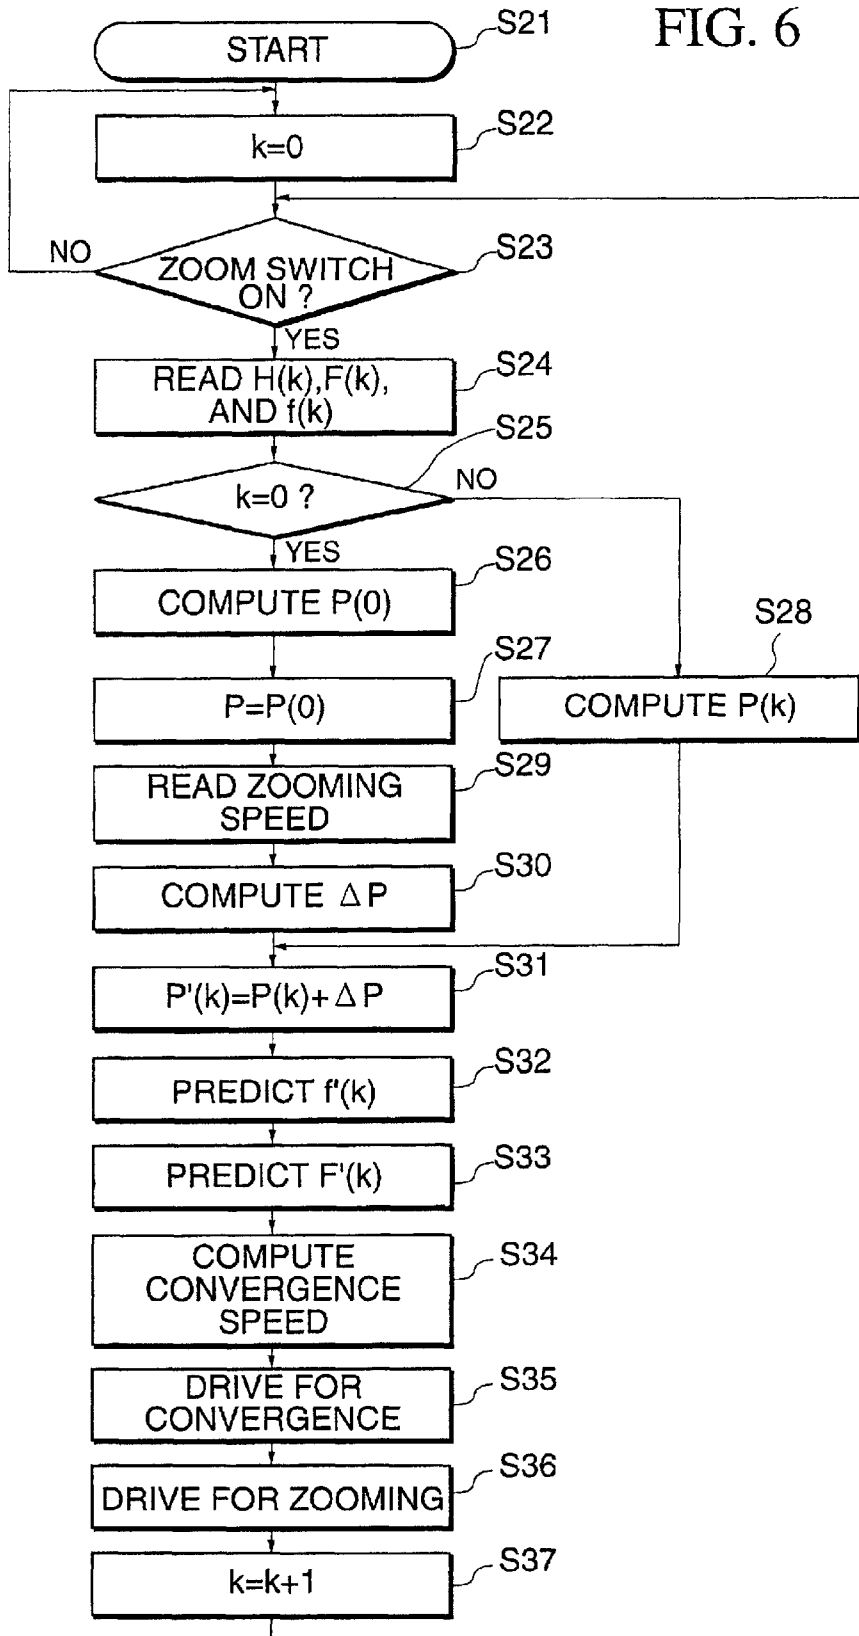 FIG. 6
START
S21
k=0
S22
NO
ZOOM SWITCH
ON ?
S23
YES
READ H(k),F(k),
AND f(k)
S24
k=0 ?
S25
NO
YES
COMPUTE P(0)
S26
P=P(0)
S27
COMPUTE P(k)
S28
READ ZOOMING
SPEED
S29
COMPUTE Δ P
S30
P'(k)=P(k)+ Δ P
S31
PREDICT f'(k)
S32
PREDICT F'(k)
S33
COMPUTE
CONVERGENCE
SPEED
S34
DRIVE FOR
CONVERGENCE
S35
DRIVE FOR ZOOMING
S36
k=k+1
S37